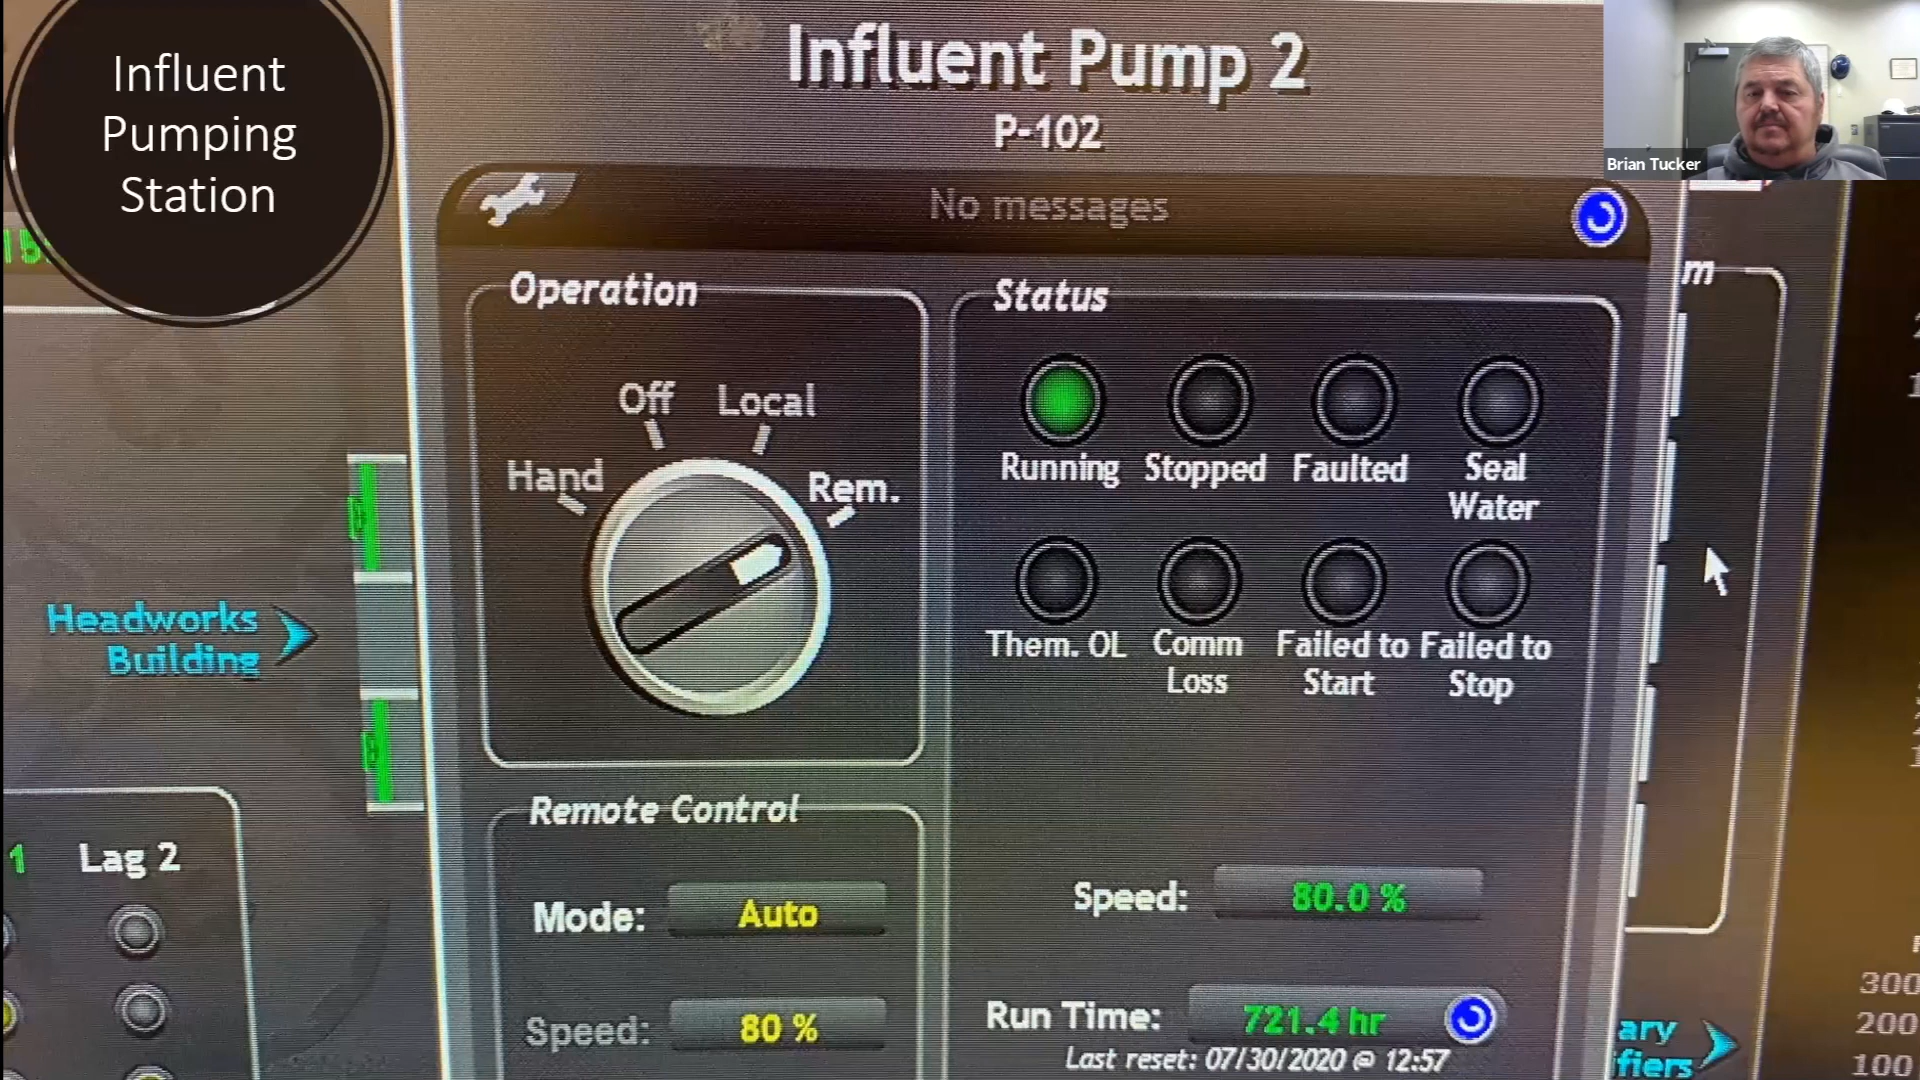 Influent
Pumping
Station
Influent Pump 2
P-102
Brian Tucker
No messages
Operation
Off
Local
Hand
Rem.
Status
Running
Stopped
Faulted
Seal
Water
Them. OL
Comm
Loss
Failed to
Start
Failed to
Stop
Headworks
Building
1
Lag 2
Remote Control
Mode:
Auto
Speed:
80 %
Speed:
80.0 %
Run Time:
721.4 hr
Last reset: 07/30/2020 @ 12:57
300
200
100